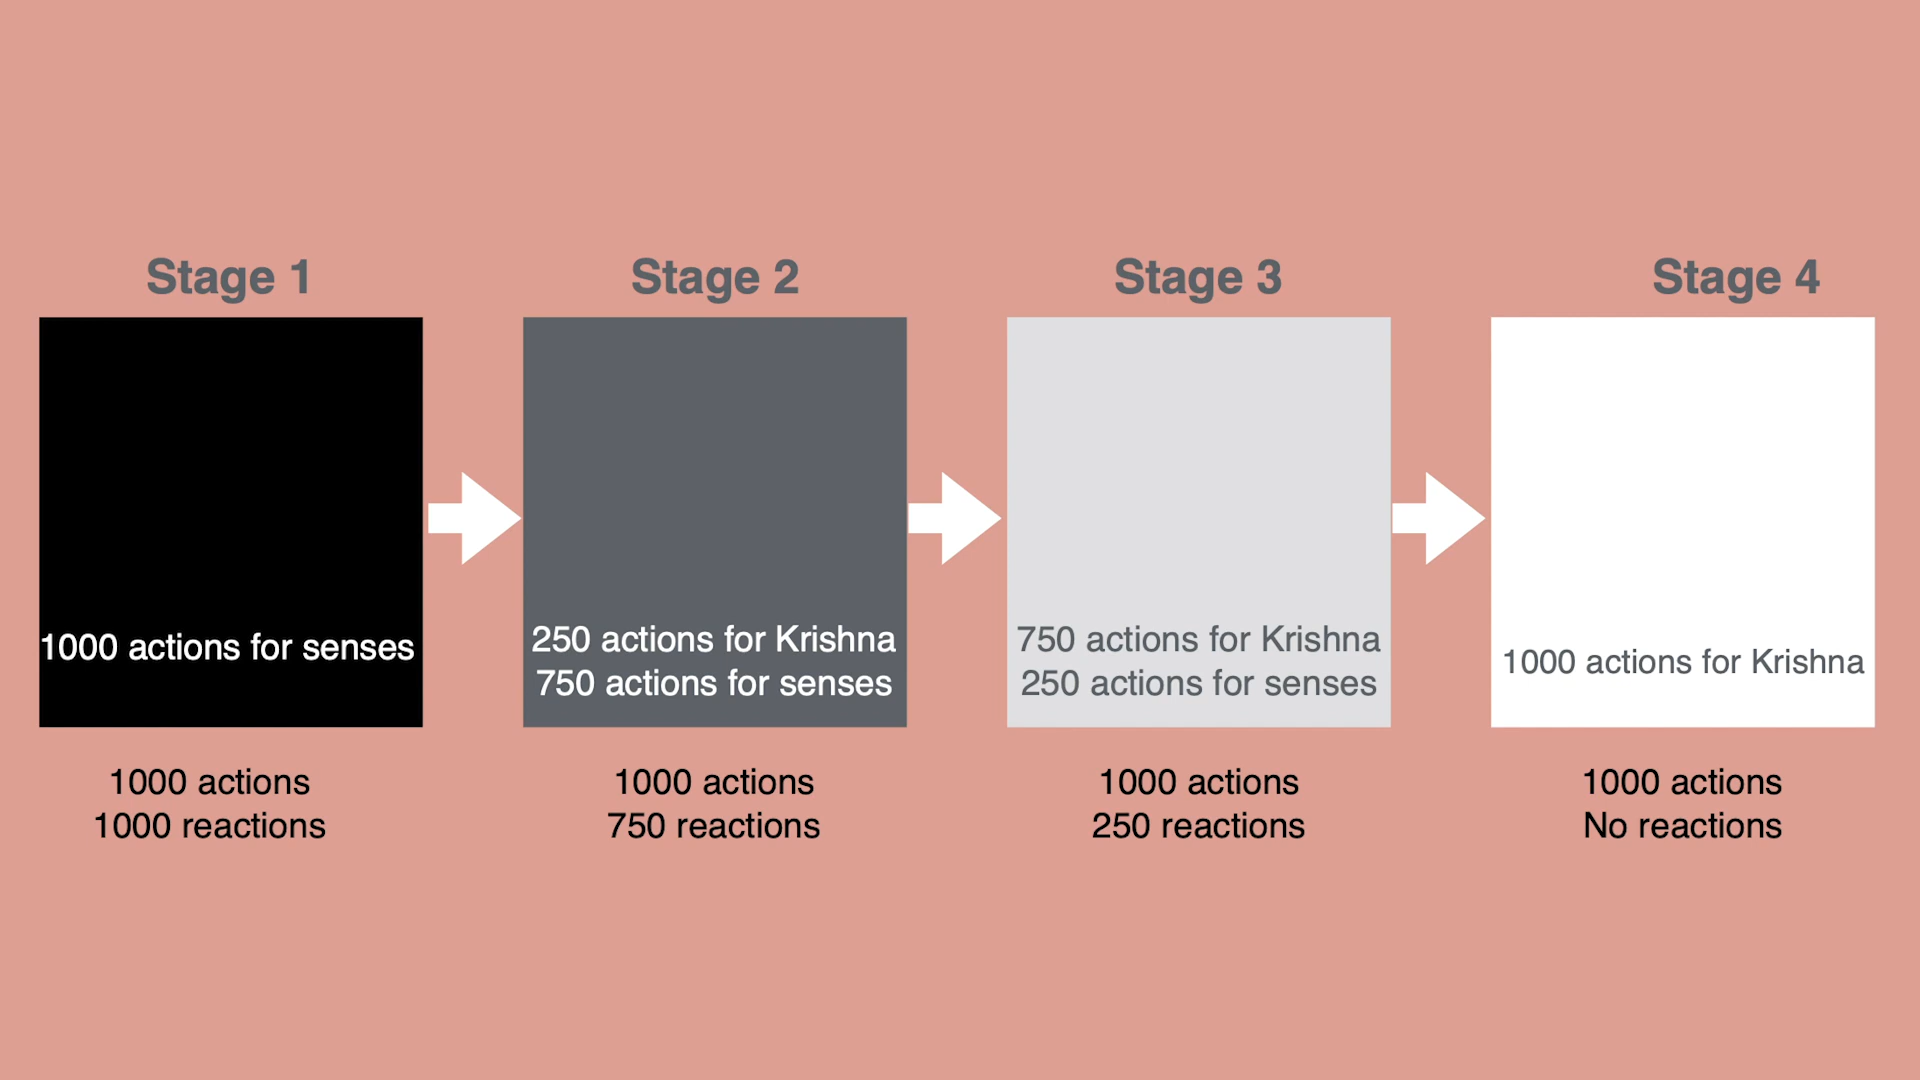 Stage 1
1000 actions for senses
1000 actions
1000 reactions
Stage 2
250 actions for Krishna
750 actions for senses
1000 actions
750 reactions
Stage 3
750 actions for Krishna
250 actions for senses
1000 actions
250 reactions
Stage 4
1000 actions for Krishna
1000 actions
No reactions